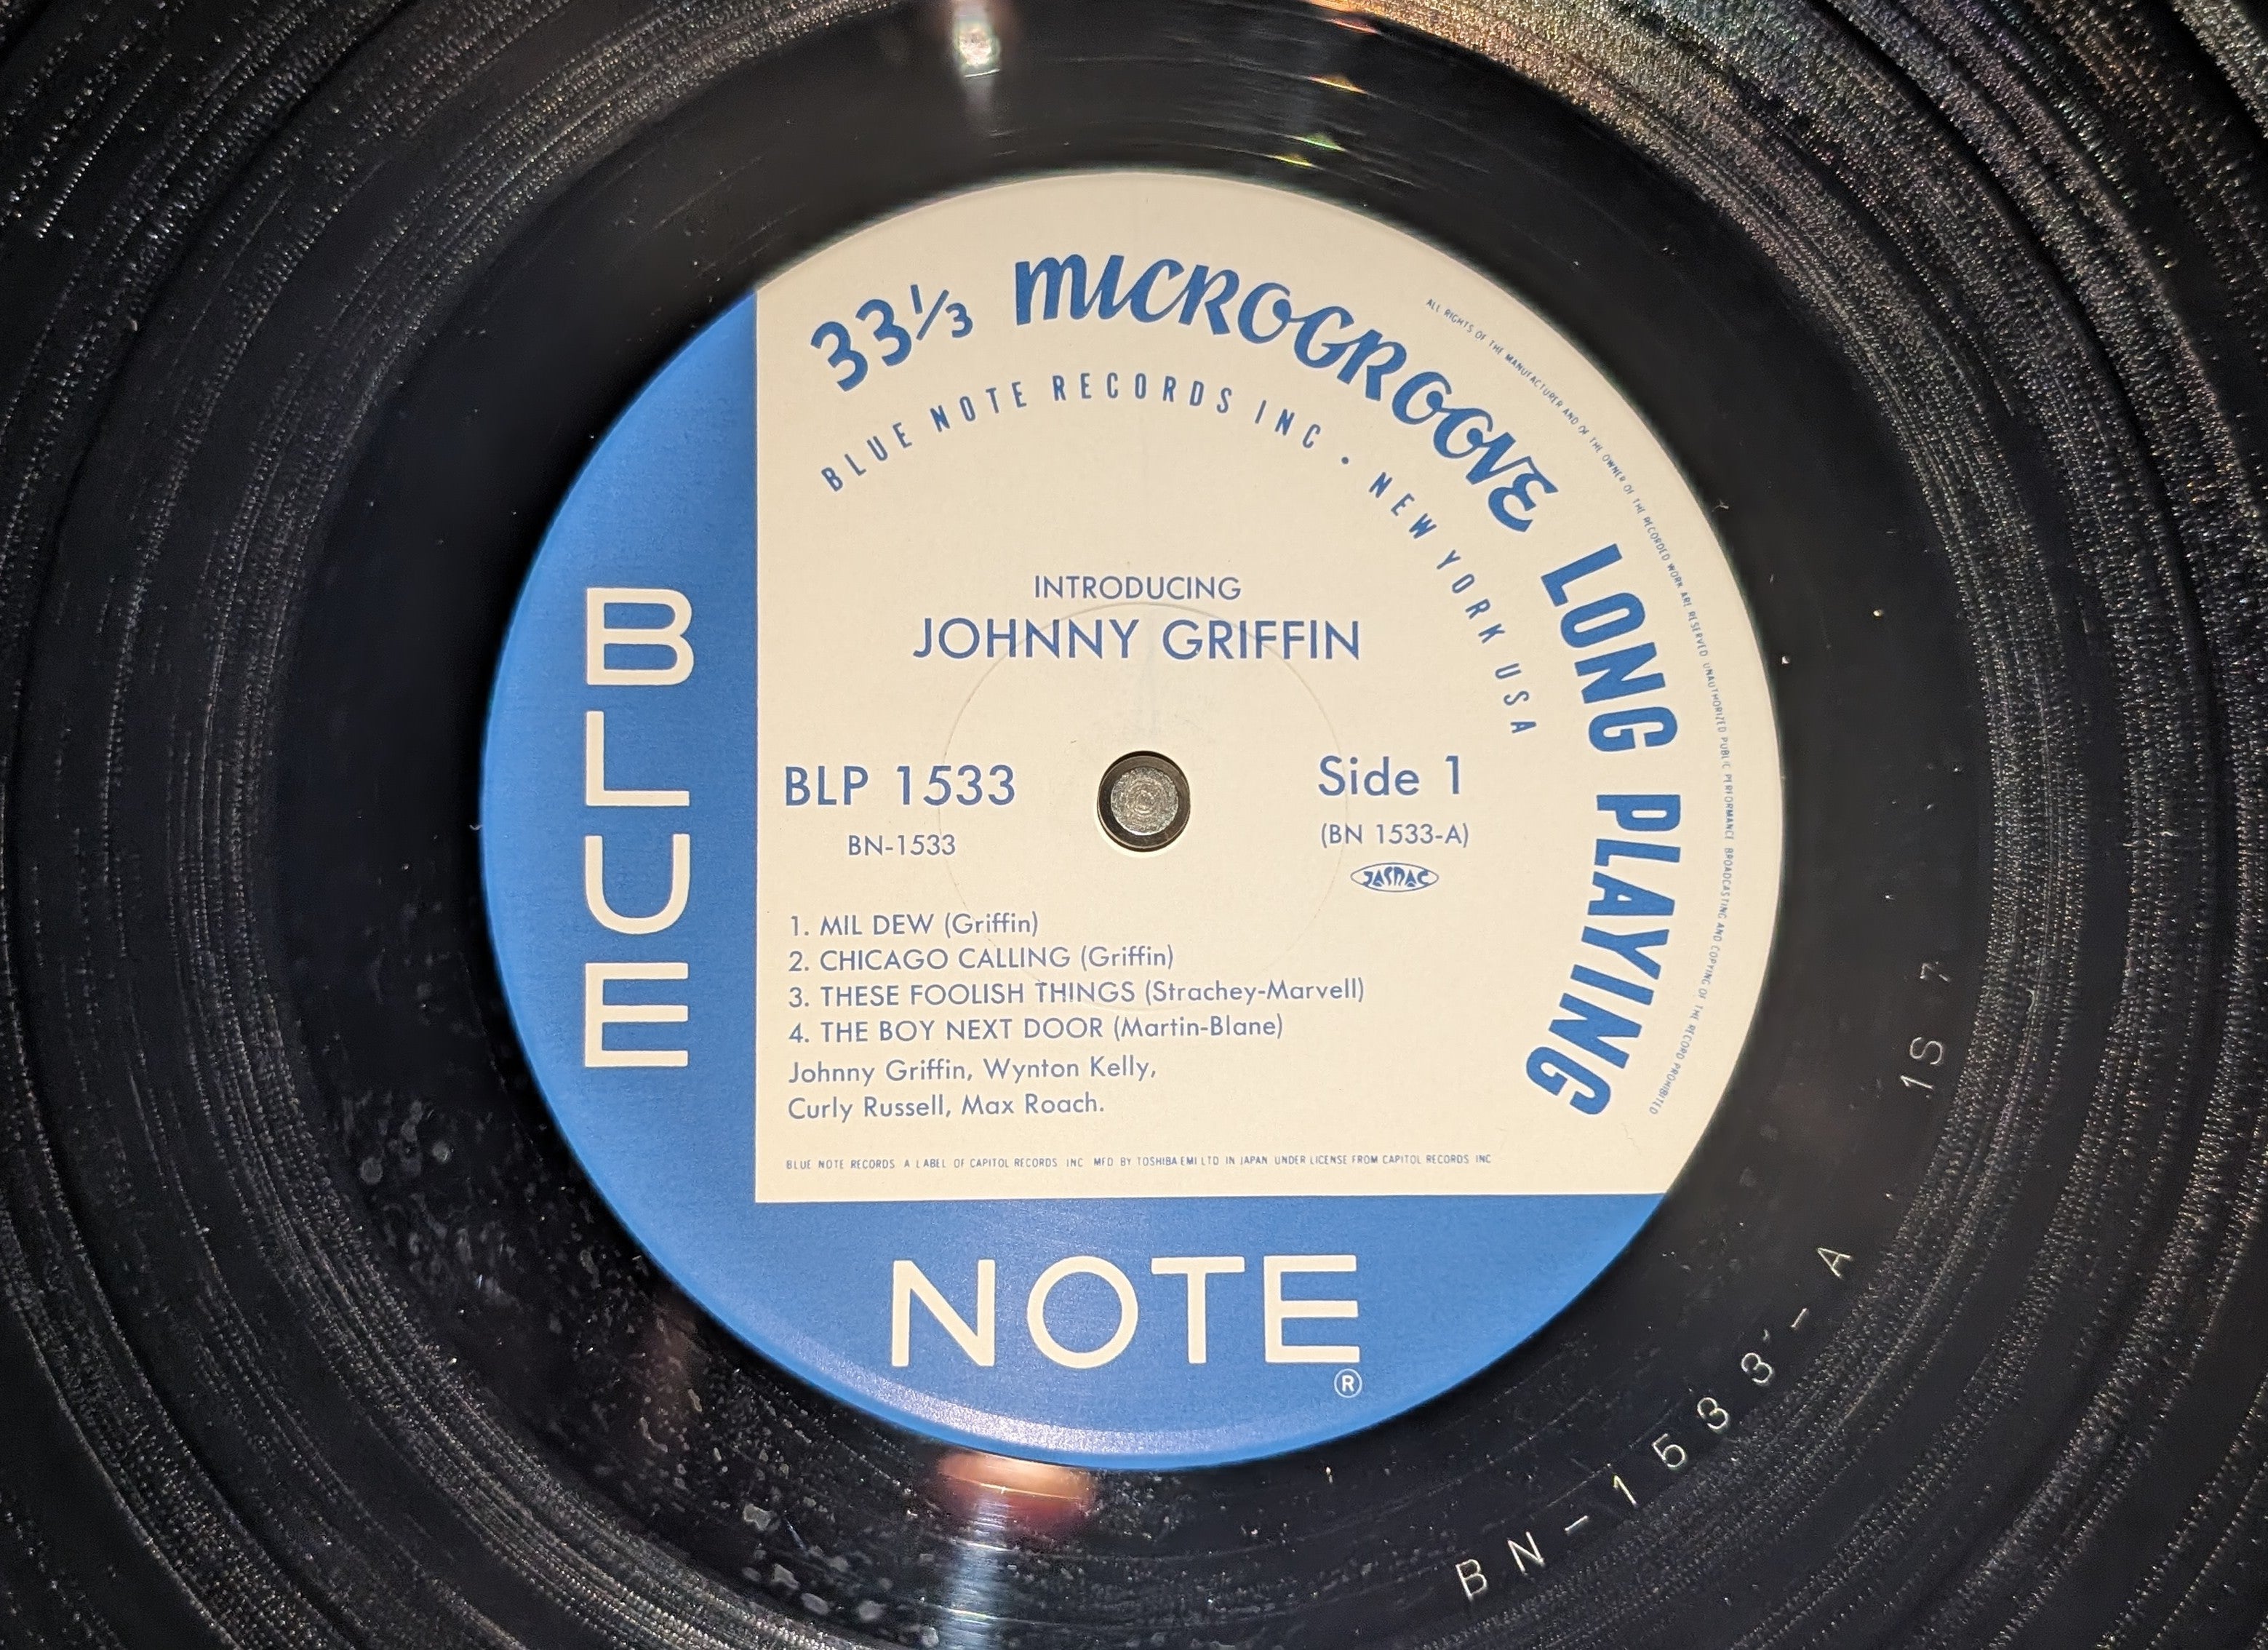 33⅓ MICROGROOVE LONG PLAYING
BLUE NOTE RECORDS INC • NEW YORK USA
ALL RIGHTS OF THE MANUFACTURER AND OF THE OWNER OF THE RECORDED WORK ARE RESERVED UNAUTHORIZED PUBLIC PERFORMANCE BROADCASTING AND COPYING OF THE RECORD PROHIBITED
INTRODUCING
JOHNNY GRIFFIN
BLP 1533
BN-1533
Side 1
(BN 1533-A)
JASRAC
1. MIL DEW (Griffin)
2. CHICAGO CALLING (Griffin)
3. THESE FOOLISH THINGS (Strachey-Marvell)
4. THE BOY NEXT DOOR (Martin-Blane)
Johnny Griffin, Wynton Kelly,
Curly Russell, Max Roach.
BLUE NOTE RECORDS A LABEL OF CAPITOL RECORDS INC MFD BY TOSHIBA EMI LTD IN JAPAN UNDER LICENSE FROM CAPITOL RECORDS INC
BLUE
NOTE
®
BN-1533-A
1S 7